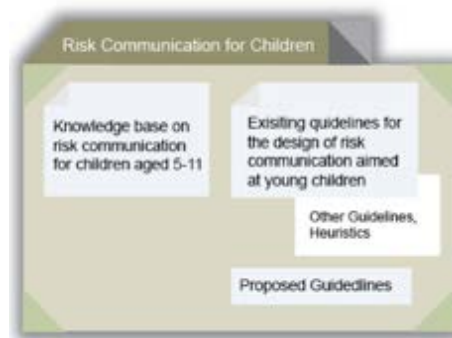 Risk Communication for Children
Knowledge base on
risk communication
for children aged 5-11
Exisiting quidelines for
the design of risk
communication aimed
at young children
Other Guidelines,
Heuristics
Proposed Guidedlines